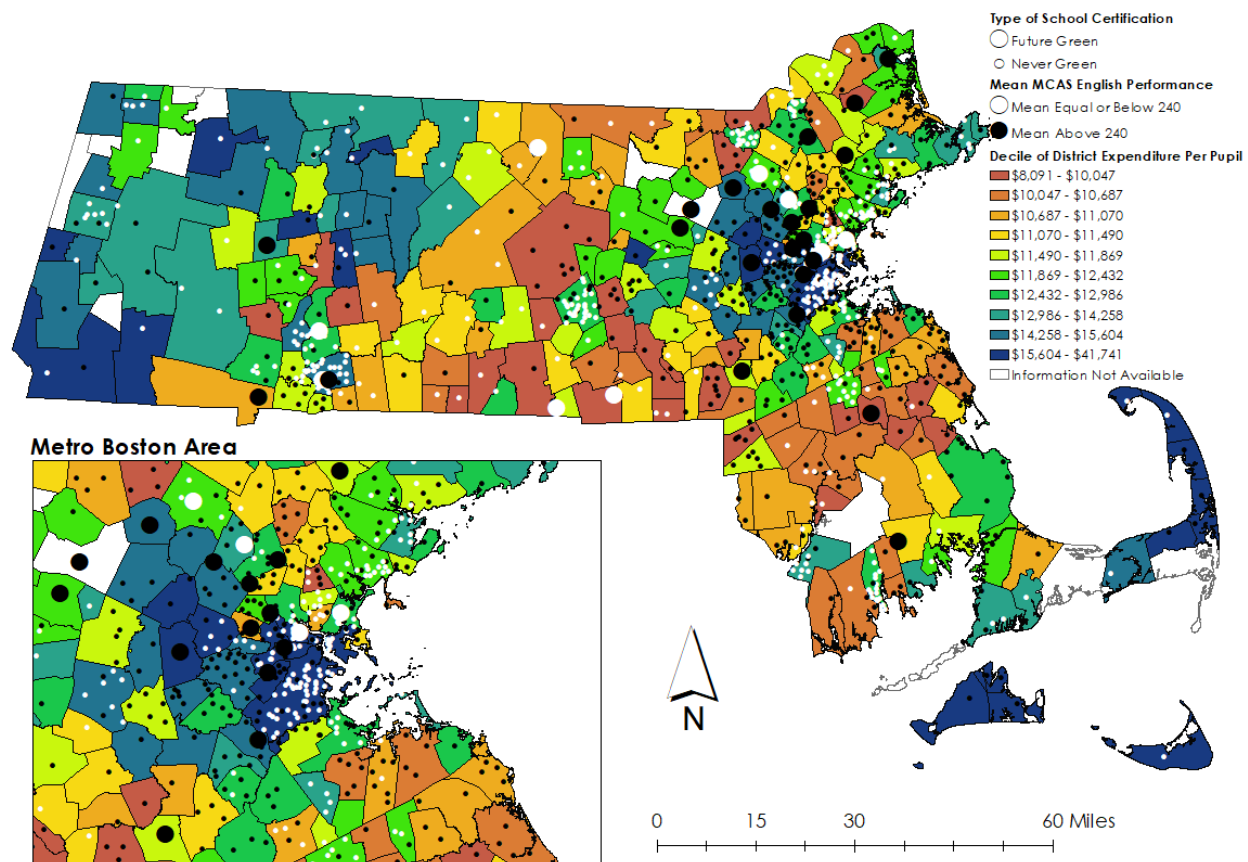 Type of School Certification
Future Green
Never Green
Mean MCAS English Performance
Mean Equal or Below 240
Mean Above 240
Decile of District Expenditure Per Pupil
$8,091 - $10,047
$10,047 - $10,687
$10,687 - $11,070
$11,070 - $11,490
$11,490 - $11,869
$11,869 - $12,432
$12,432 - $12,986
$12,986 - $14,258
$14,258 - $15,604
$15,604 - $41,741
Information Not Available
Metro Boston Area
N
0 15 30 60 Miles